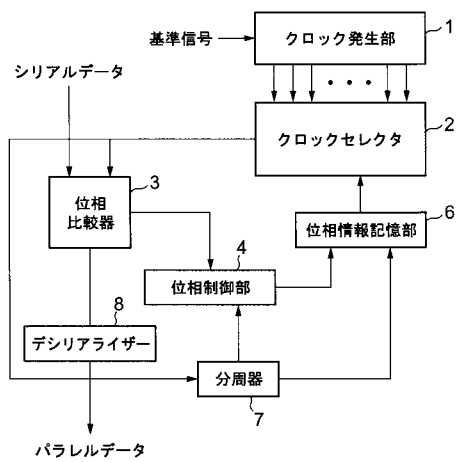 基準信号
クロック発生部
1
シリアルデータ
• • •
クロックセレクタ
2
位相
比較器
3
位相情報記憶部
6
4
位相制御部
8
デシリアライザー
分周器
7
パラレルデータ